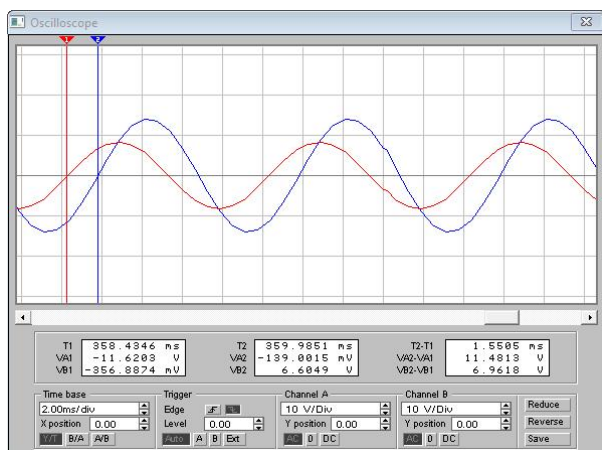 Oscilloscope
1 2
T1 358.4346 ms T2 359.9851 ms T2-T1 1.5505 ms
VA1 -11.6203 V VA2 -139.0015 mV VA2-VA1 11.4813 V
VB1 -356.8874 mV VB2 6.6049 V VB2-VB1 6.9618 V
Time base Trigger Channel A Channel B
2.00ms/div Edge 10 V/Div 10 V/Div Reduce
X position 0.00 Level 0.00 Y position 0.00 Y position 0.00 Reverse
Y/T B/A A/B Auto A B Ext AC 0 DC AC 0 DC Save